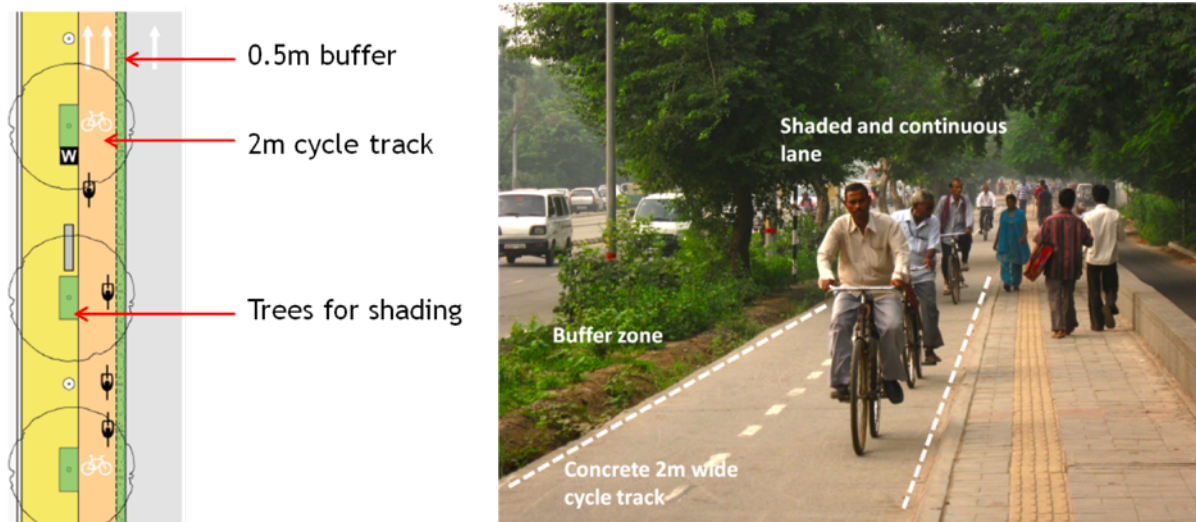 0.5m buffer
2m cycle track
W
Trees for shading
Shaded and continuous
lane
Buffer zone
Concrete 2m wide
cycle track